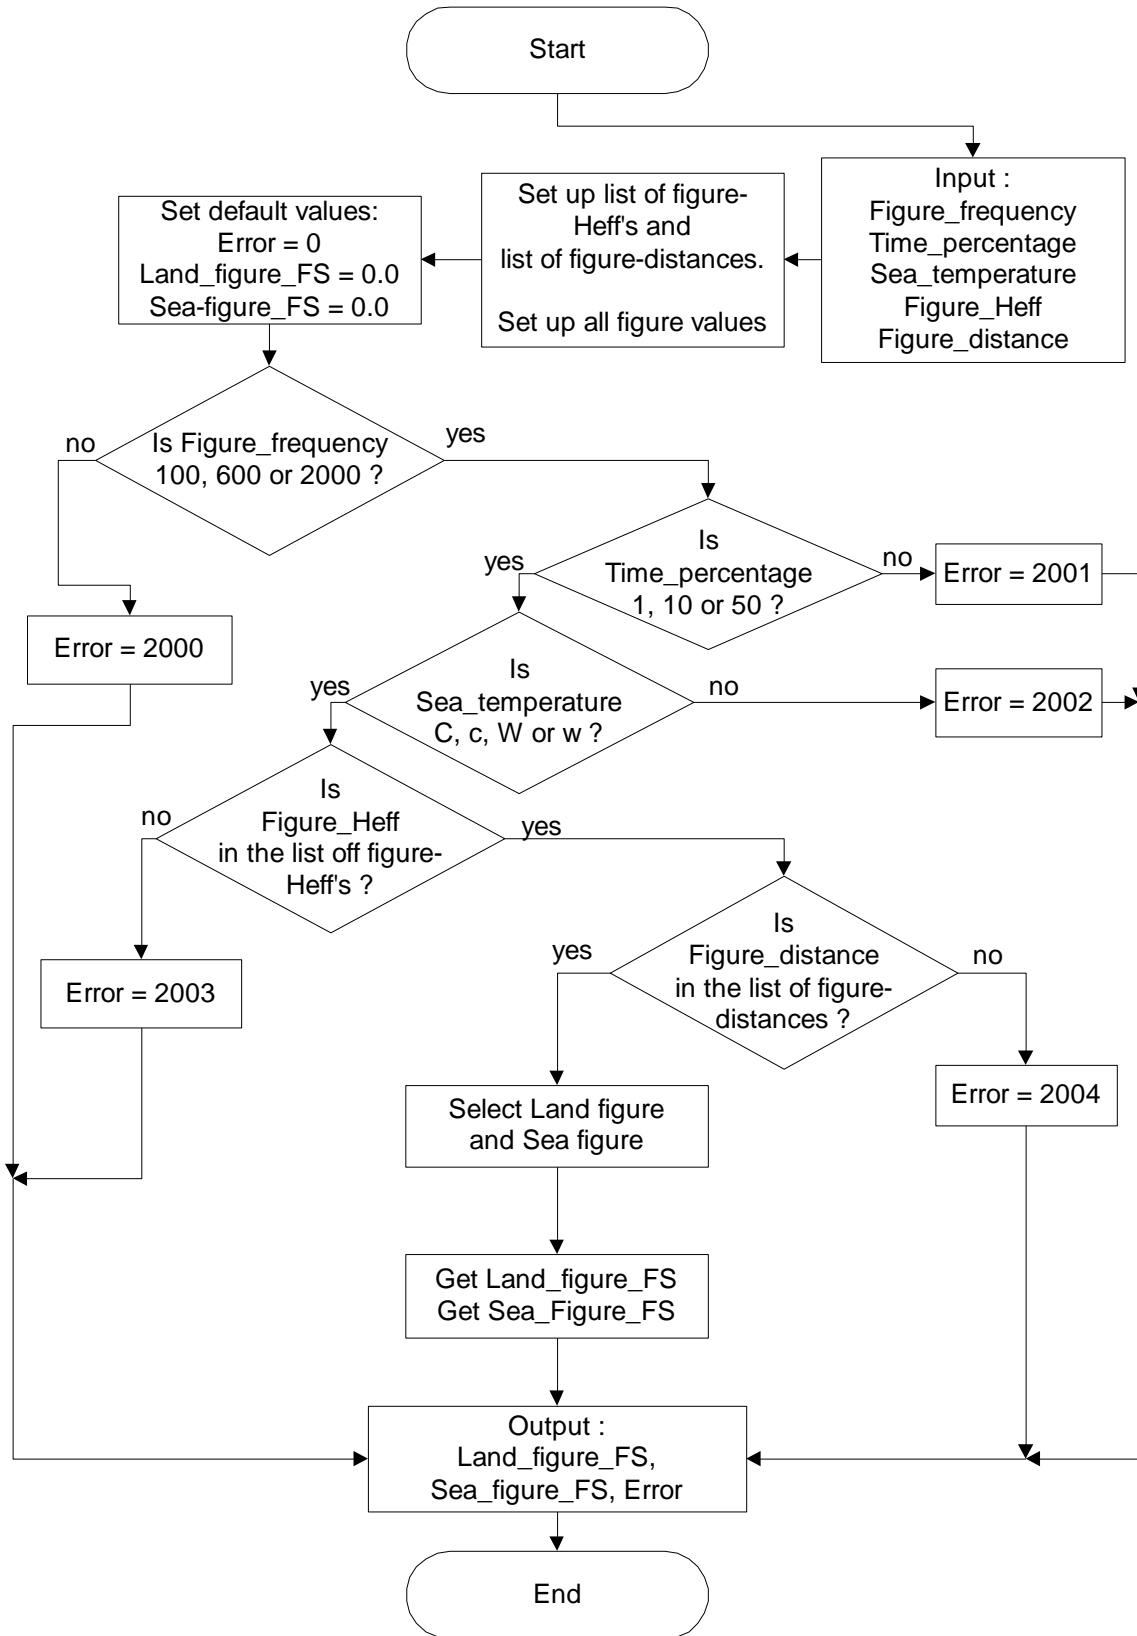 Start
Input :
Figure_frequency
Time_percentage
Sea_temperature
Figure_Heff
Figure_distance
Set up list of figure-
Heff's and
list of figure-distances.
Set up all figure values
Set default values:
Error = 0
Land_figure_FS = 0.0
Sea-figure_FS = 0.0
Is Figure_frequency
100, 600 or 2000 ?
no
yes
Error = 2000
Is
Time_percentage
1, 10 or 50 ?
yes
no
Error = 2001
Is
Sea_temperature
C, c, W or w ?
yes
no
Error = 2002
Is
Figure_Heff
in the list off figure-
Heff's ?
no
yes
Error = 2003
Is
Figure_distance
in the list of figure-
distances ?
yes
no
Error = 2004
Select Land figure
and Sea figure
Get Land_figure_FS
Get Sea_Figure_FS
Output :
Land_figure_FS,
Sea_figure_FS, Error
End